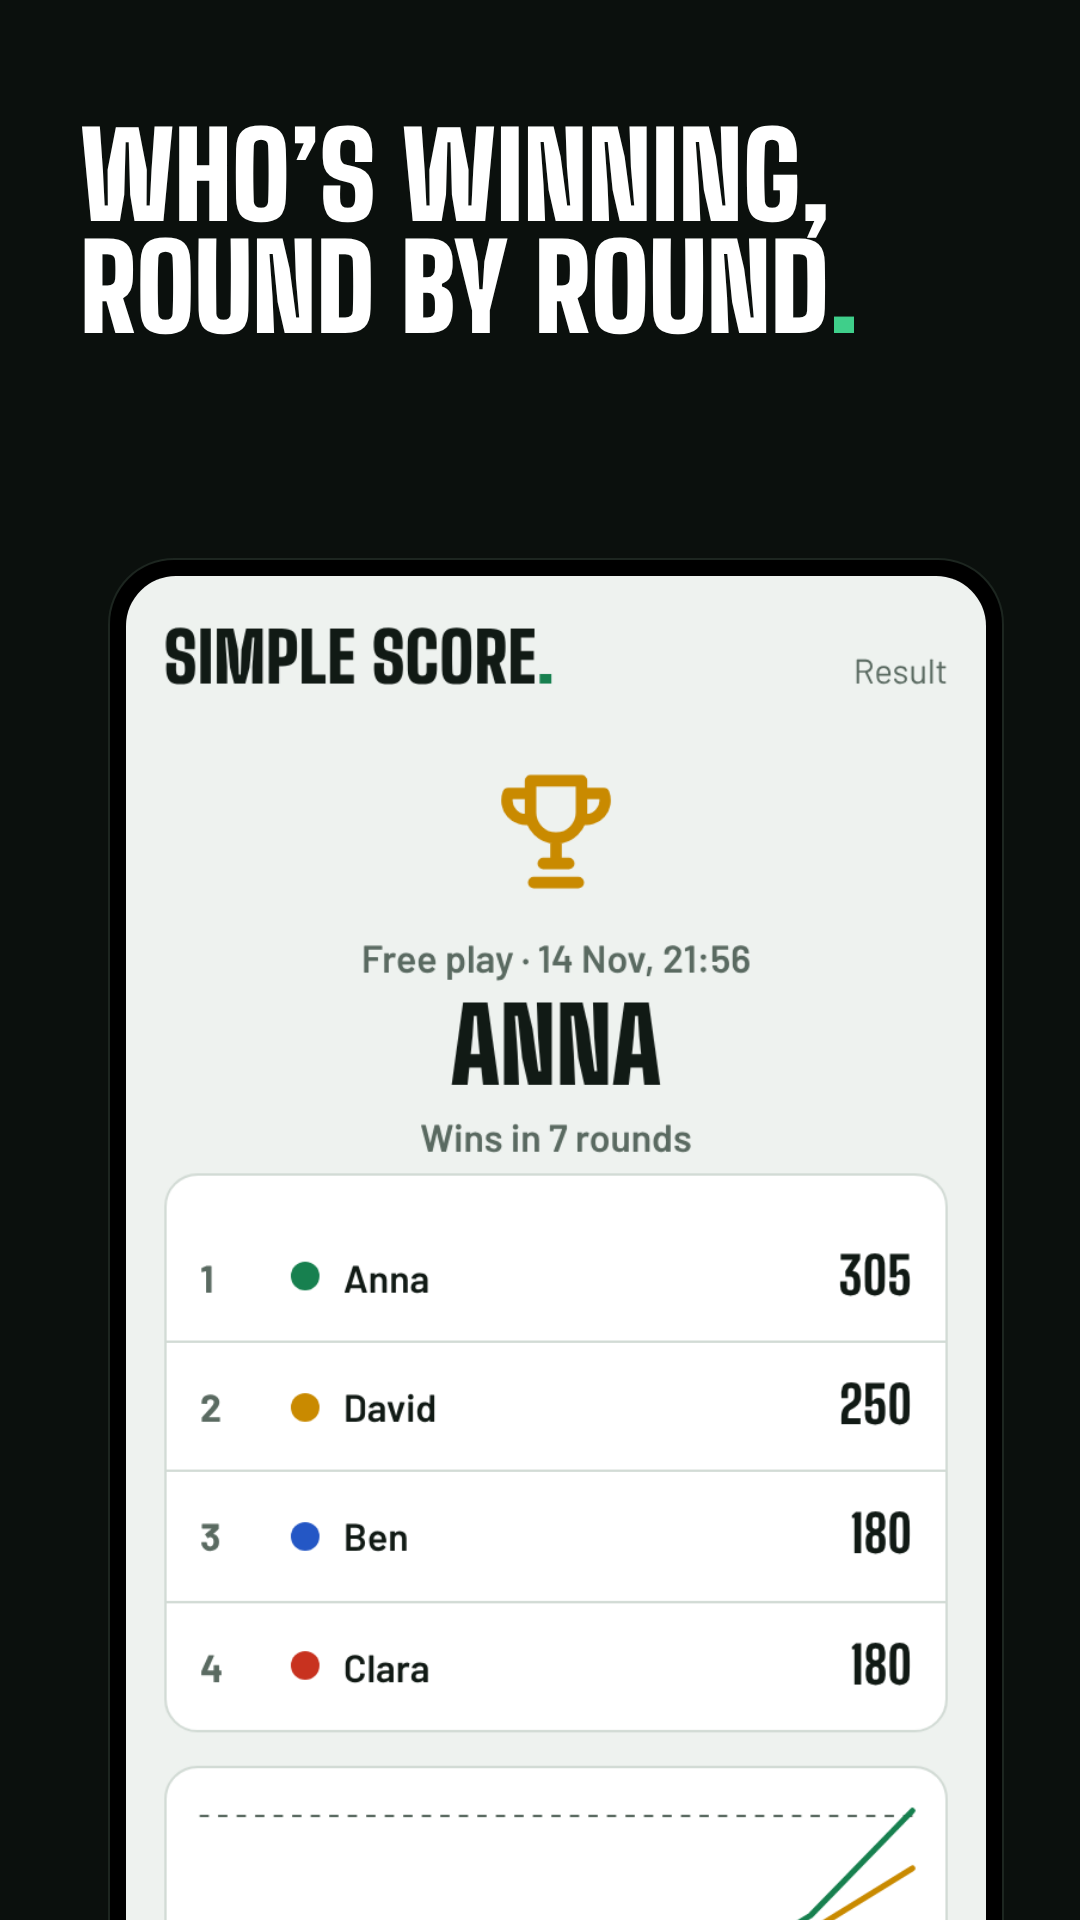 WHO’S WINNING,
ROUND BY ROUND.
SIMPLE SCORE.
Result
Free play · 14 Nov, 21:56
ANNA
Wins in 7 rounds
1 Anna 305
2 David 250
3 Ben 180
4 Clara 180